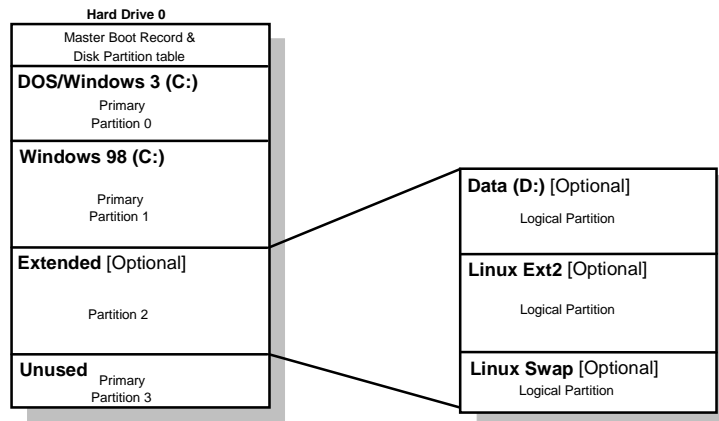 Hard Drive 0
Master Boot Record &
Disk Partition table
DOS/Windows 3 (C:)
Primary
Partition 0
Windows 98 (C:)
Primary
Partition 1
Extended [Optional]
Partition 2
Unused
Primary
Partition 3
Data (D:) [Optional]
Logical Partition
Linux Ext2 [Optional]
Logical Partition
Linux Swap [Optional]
Logical Partition